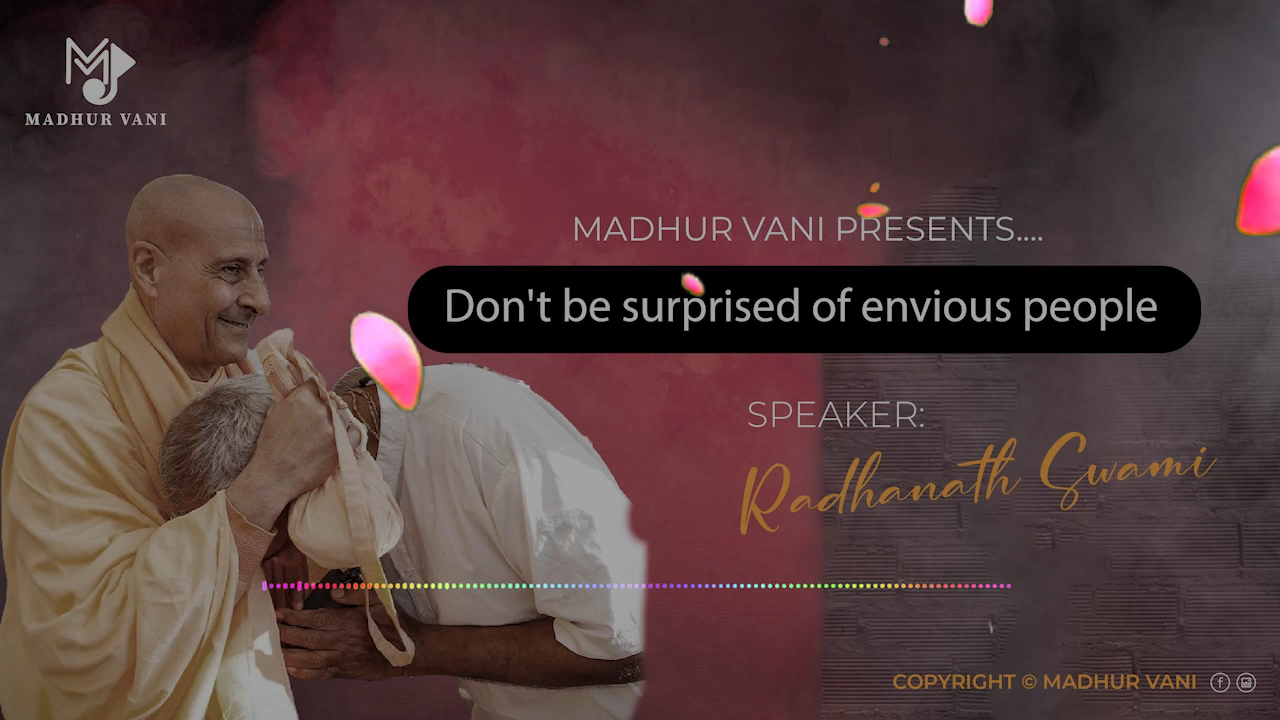 MADHUR VANI
MADHUR VANI PRESENTS....
Don't be surprised of envious people
SPEAKER:
Radhanath Swami
COPYRIGHT © MADHUR VANI